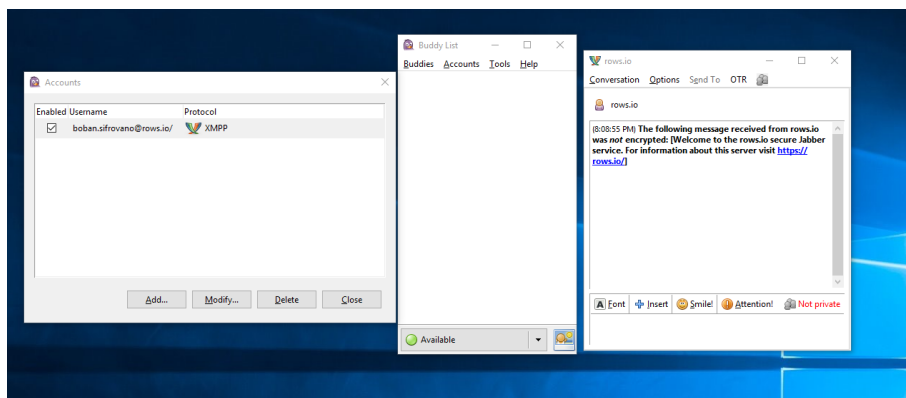 Accounts
Enabled Username Protocol
boban.sifrovano@rows.io/ XMPP
Add... Modify... Delete Close
Buddy List
Buddies Accounts Tools Help
Available
rows.io
Conversation Options Send To OTR
rows.io
(8:08:55 PM) The following message received from rows.io
was not encrypted: [Welcome to the rows.io secure Jabber
service. For information about this server visit https://
rows.io/]
A Font Insert Smile! Attention! Not private